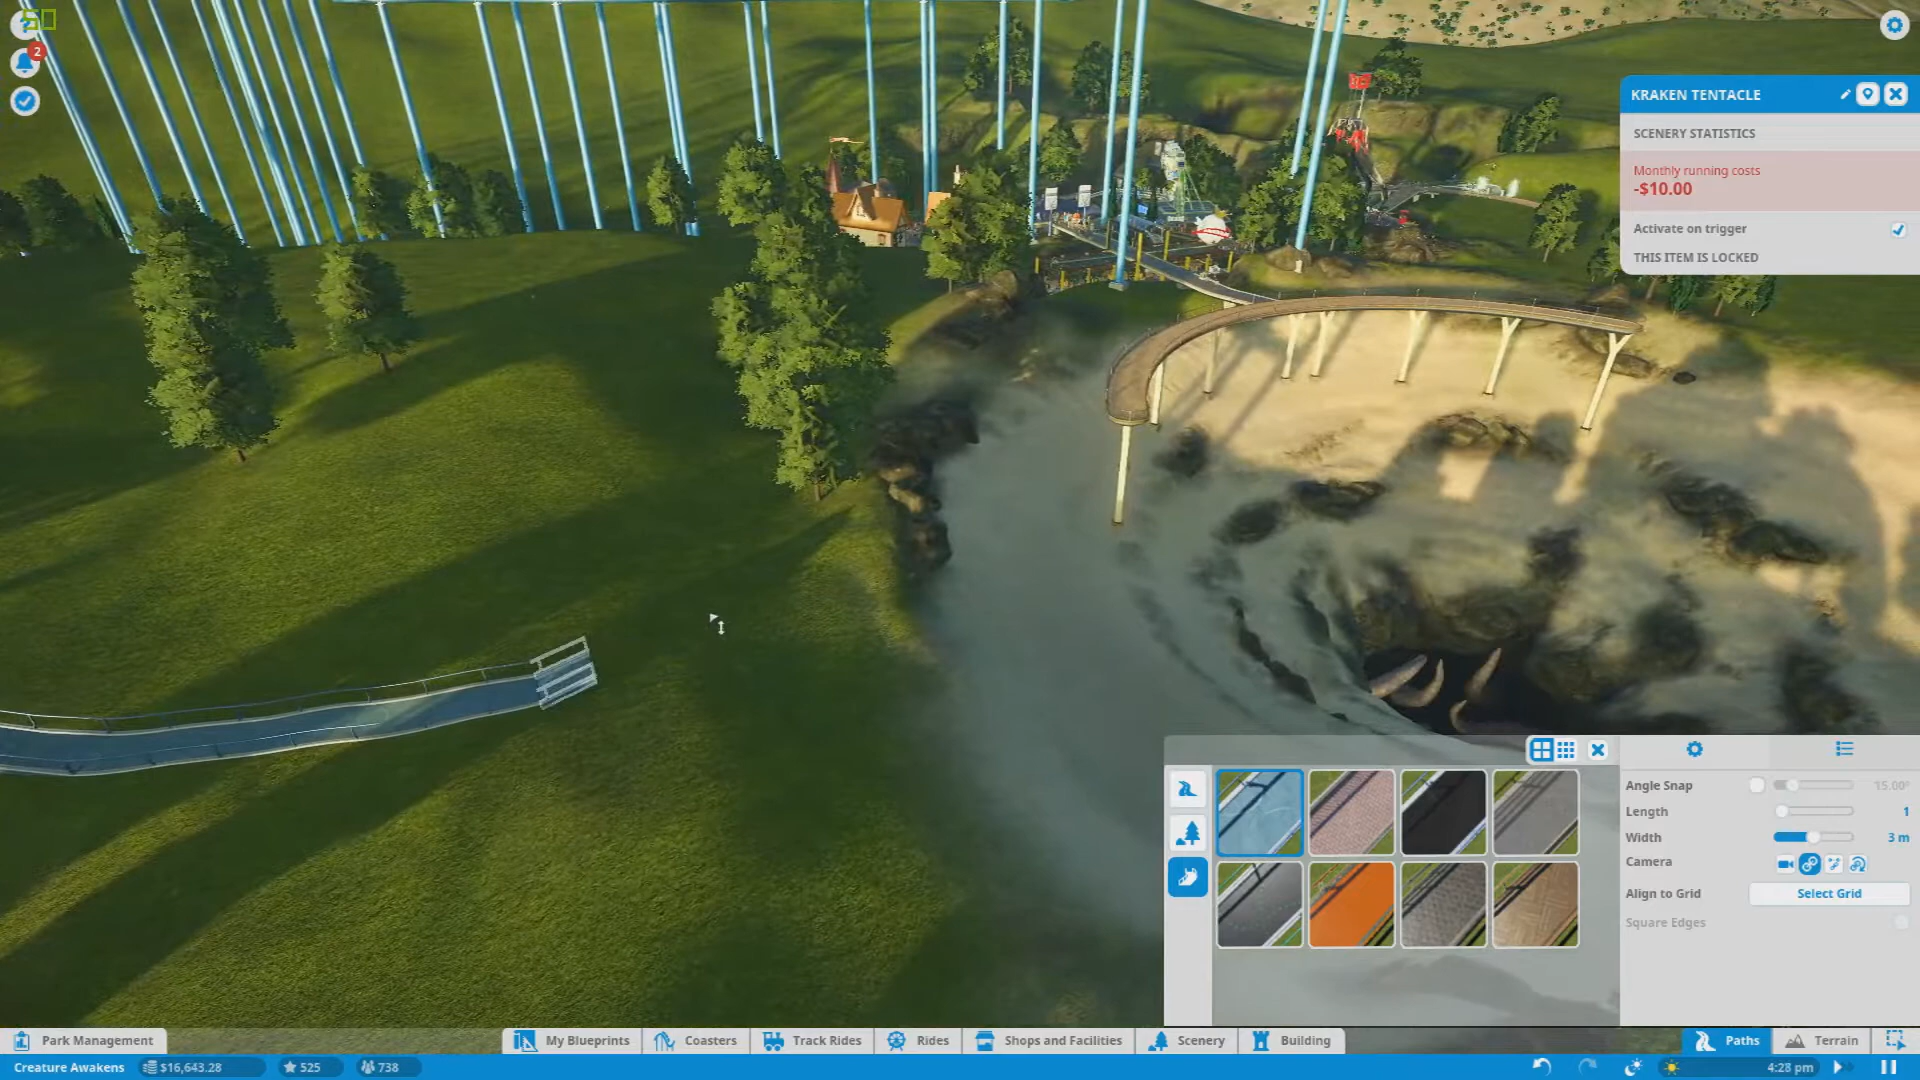 50
2
KRAKEN TENTACLE
SCENERY STATISTICS
Monthly running costs
-$10.00
Activate on trigger
THIS ITEM IS LOCKED
Angle Snap 15.00°
Length 1
Width 3 m
Camera
Align to Grid Select Grid
Square Edges
Park Management My Blueprints Coasters Track Rides Rides Shops and Facilities Scenery Building Paths Terrain
Creature Awakens $16,643.28 525 738 4:28 pm